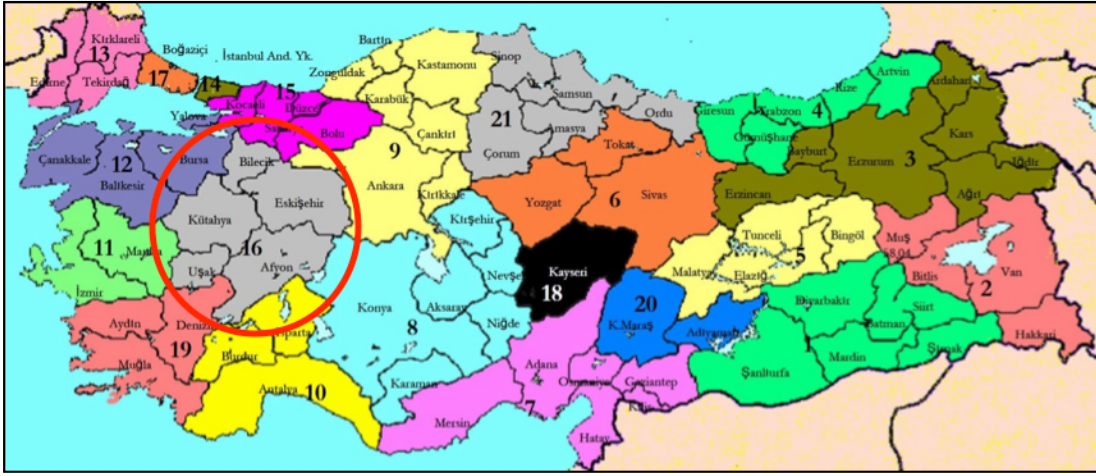 Kırklareli
13
Edirne
Tekirdağ
Boğaziçi
17
İstanbul And. Yk.
14
Kocaeli
15
Düzce
Yalova
Bolu
Bartın
Zonguldak
Kastamonu
Karabük
Çankırı
9
Ankara
Kırıkkale
Sinop
Samsun
Ordu
21
Amasya
Çorum
Tokat
6
Sivas
Yozgat
Giresun
Trabzon
4
Rize
Artvin
Gümüşhane
Bayburt
Ardahan
Kars
Erzurum
3
Iğdır
Ağrı
Erzincan
Çanakkale
12
Bursa
Balıkesir
Bilecik
Eskişehir
Kütahya
16
Uşak
Afyon
11
Manisa
İzmir
Aydın
Denizli
19
Muğla
Isparta
Burdur
Antalya
10
Kırşehir
Nevşe
Konya
Aksaray
8
Niğde
Karaman
Kayseri
18
Tunceli
Bingöl
5
Malatya
Elazığ
Muş
Bitlis
Van
2
Hakkari
20
K.Maraş
Adıyaman
Diyarbakır
Siirt
Batman
Şırnak
Mardin
Şanlıurfa
Adana
Osmaniye
Gaziantep
Kilis
7
Mersin
Hatay